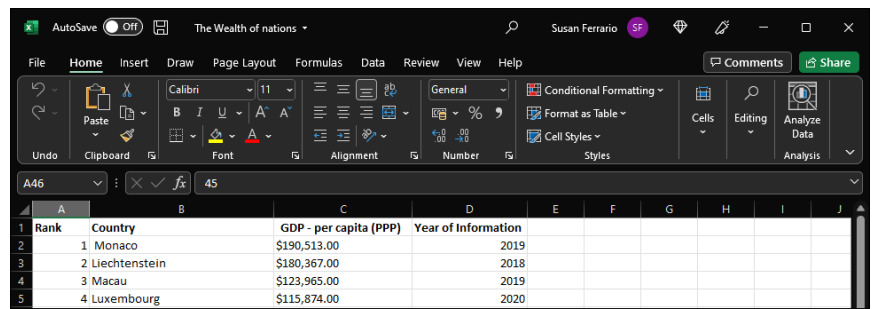 AutoSave Off The Wealth of nations Susan Ferrario SF
File Home Insert Draw Page Layout Formulas Data Review View Help Comments Share
Calibri 11 ab General Conditional Formatting
Paste B I U A A % Format as Table Cells Editing Analyze Data
A Cell Styles
Undo Clipboard Font Alignment Number Styles Analysis
A46 fx 45
A B C D E F G H I J
1 Rank Country GDP - per capita (PPP) Year of Information
2 1 Monaco $190,513.00 2019
3 2 Liechtenstein $180,367.00 2018
4 3 Macau $123,965.00 2019
5 4 Luxembourg $115,874.00 2020